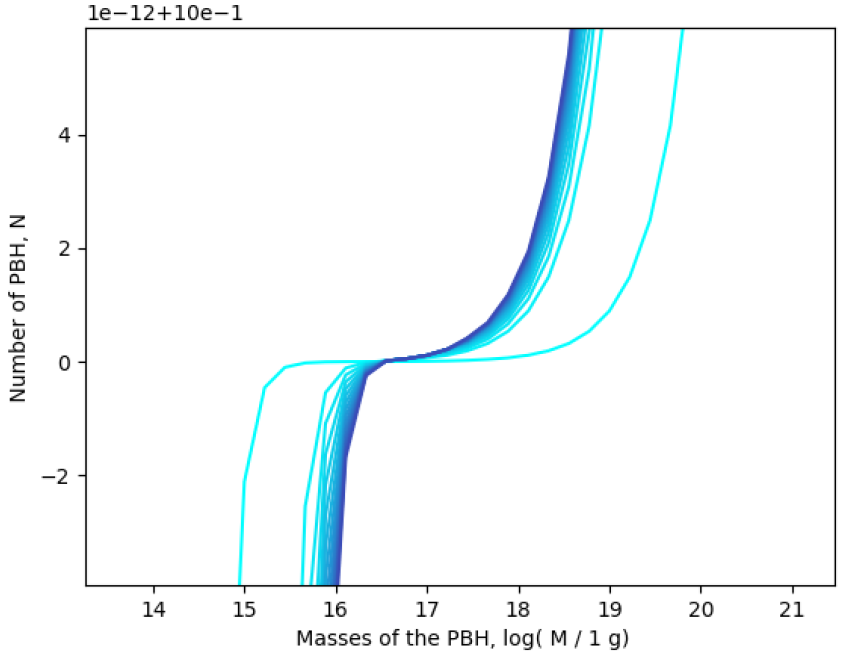 1e−12+10e−1
Number of PBH, N
4
2
0
−2
14 15 16 17 18 19 20 21
Masses of the PBH, log( M / 1 g)